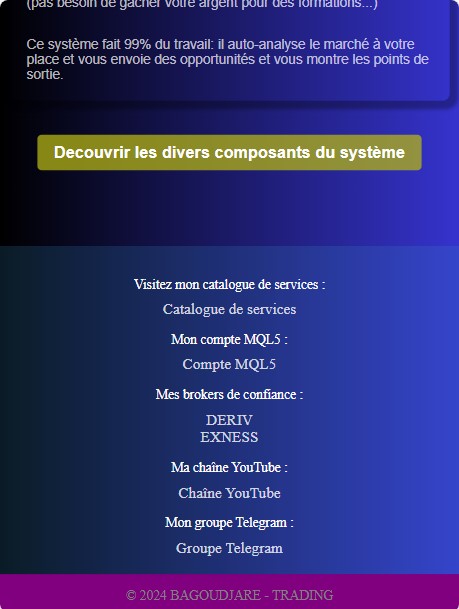 (pas besoin de gacher votre argent pour des formations...)
Ce système fait 99% du travail: il auto-analyse le marché à votre
place et vous envoie des opportunités et vous montre les points de
sortie.
Decouvrir les divers composants du système
Visitez mon catalogue de services :
Catalogue de services
Mon compte MQL5 :
Compte MQL5
Mes brokers de confiance :
DERIV
EXNESS
Ma chaîne YouTube :
Chaîne YouTube
Mon groupe Telegram :
Groupe Telegram
© 2024 BAGOUDJARE - TRADING